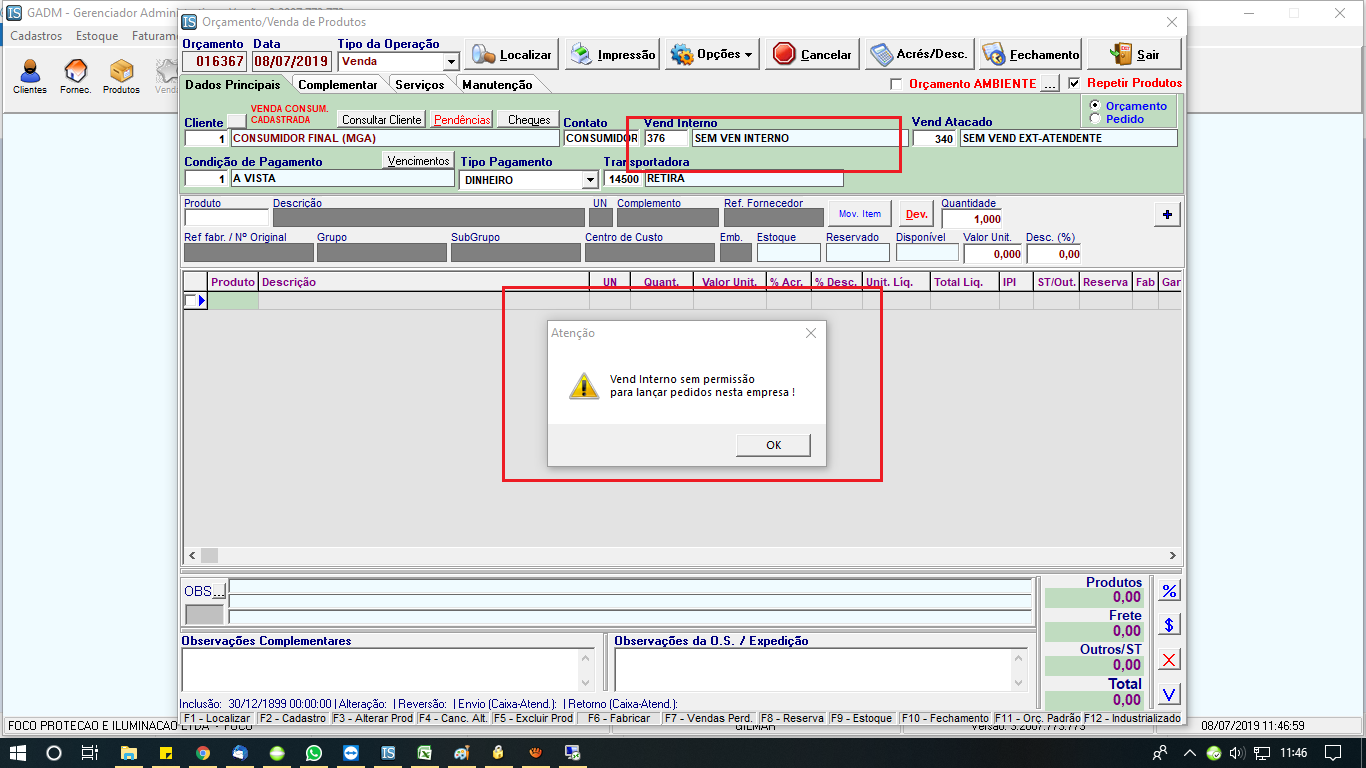 GADM - Gerenciador Admini
Cadastros Estoque Faturam
Clientes Fornec. Produtos Vend
Orçamento/Venda de Produtos
Orçamento Data Tipo da Operação
016367 08/07/2019 Venda
Localizar Impressão Opções Cancelar Acrés/Desc. Fechamento Sair
Dados Principais Complementar Serviços Manutenção
Orçamento AMBIENTE ... Repetir Produtos
VENDA CONSUM.
CADASTRADA
Cliente Consultar Cliente Pendências Cheques Contato Vend Interno Vend Atacado
Orçamento
Pedido
1 CONSUMIDOR FINAL (MGA) CONSUMIDOR 376 SEM VEN INTERNO 340 SEM VEND EXT-ATENDENTE
Condição de Pagamento Vencimentos Tipo Pagamento Transportadora
1 A VISTA DINHEIRO 14500 RETIRA
Produto Descrição UN Complemento Ref. Fornecedor Mov. Item Dev. Quantidade
1,000 +
Ref fabr. / Nº Original Grupo SubGrupo Centro de Custo Emb. Estoque Reservado Disponível Valor Unit. Desc. (%)
0,000 0,00
Produto Descrição UN Quant. Valor Unit. % Acr. % Desc. Unit. Líq. Total Liq. IPI ST/Out. Reserva Fab Gar
Atenção
Vend Interno sem permissão
para lançar pedidos nesta empresa !
OK
OBS...
Produtos
0,00 %
Frete
0,00 $
Outros/ST
0,00 X
Total
0,00 V
Observações Complementares Observações da O.S. / Expedição
Inclusão: 30/12/1899 00:00:00 | Alteração: | Reversão: | Envio (Caixa-Atend.): | Retorno (Caixa-Atend.):
F1 - Localizar F2 - Cadastro F3 - Alterar Prod F4 - Canc. Alt. F5 - Excluir Prod F6 - Fabricar F7 - Vendas Perd. F8 - Reserva F9 - Estoque F10 - Fechamento F11 - Orç. Padrão F12 - Industrializado
FOCO PROTECAO E ILUMINACAO LTDA - FOCO GILMAR Versão: 3.2007.773.773 08/07/2019 11:46:59
11:46